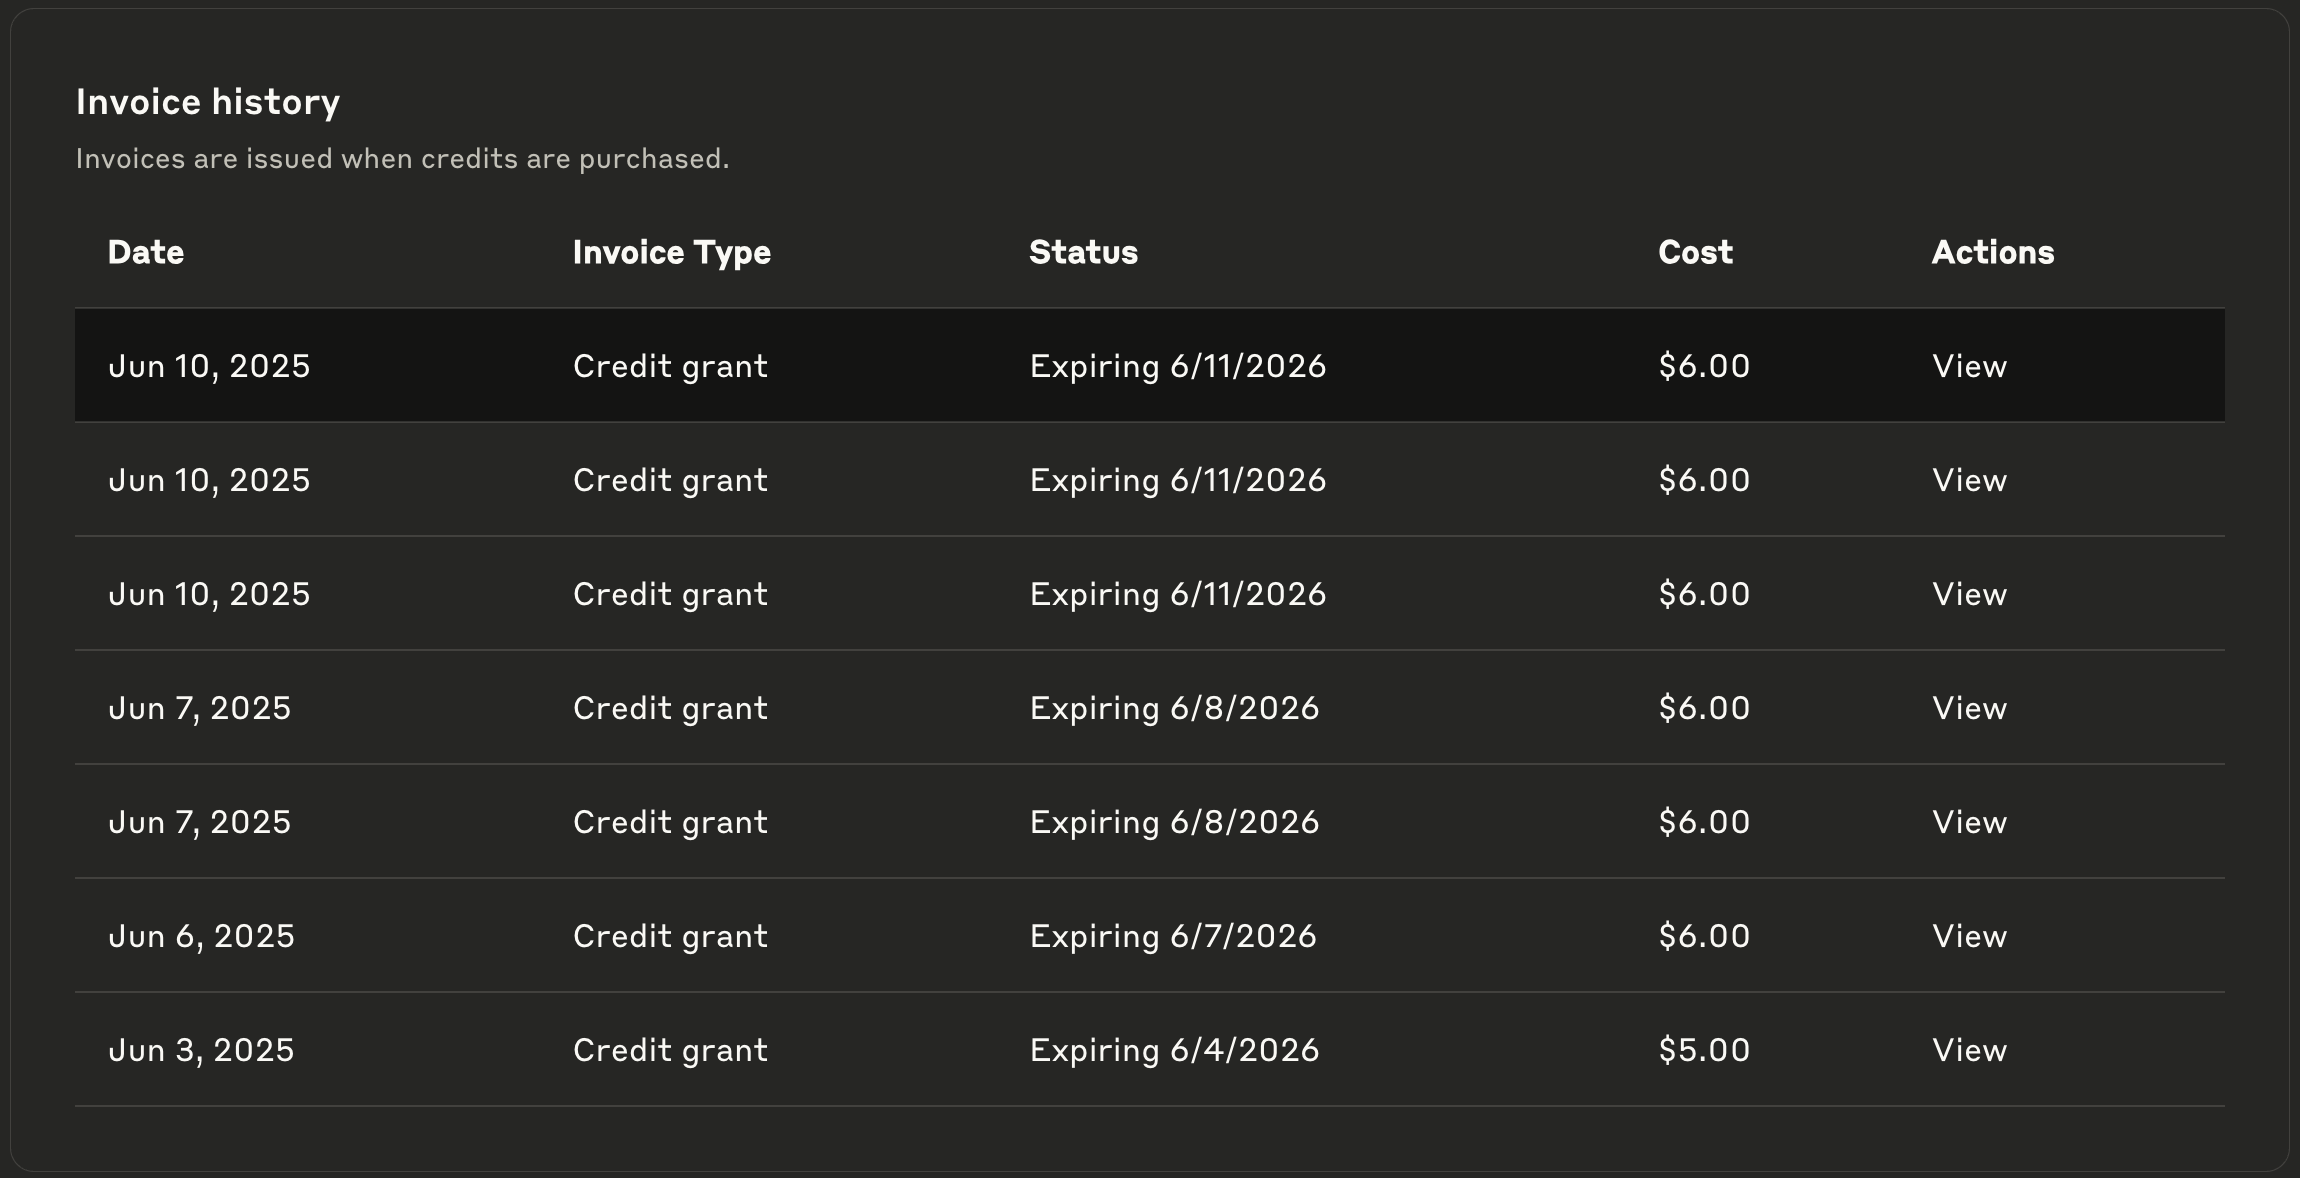 Invoice history
Invoices are issued when credits are purchased.
Date Invoice Type Status Cost Actions
Jun 10, 2025 Credit grant Expiring 6/11/2026 $6.00 View
Jun 10, 2025 Credit grant Expiring 6/11/2026 $6.00 View
Jun 10, 2025 Credit grant Expiring 6/11/2026 $6.00 View
Jun 7, 2025 Credit grant Expiring 6/8/2026 $6.00 View
Jun 7, 2025 Credit grant Expiring 6/8/2026 $6.00 View
Jun 6, 2025 Credit grant Expiring 6/7/2026 $6.00 View
Jun 3, 2025 Credit grant Expiring 6/4/2026 $5.00 View